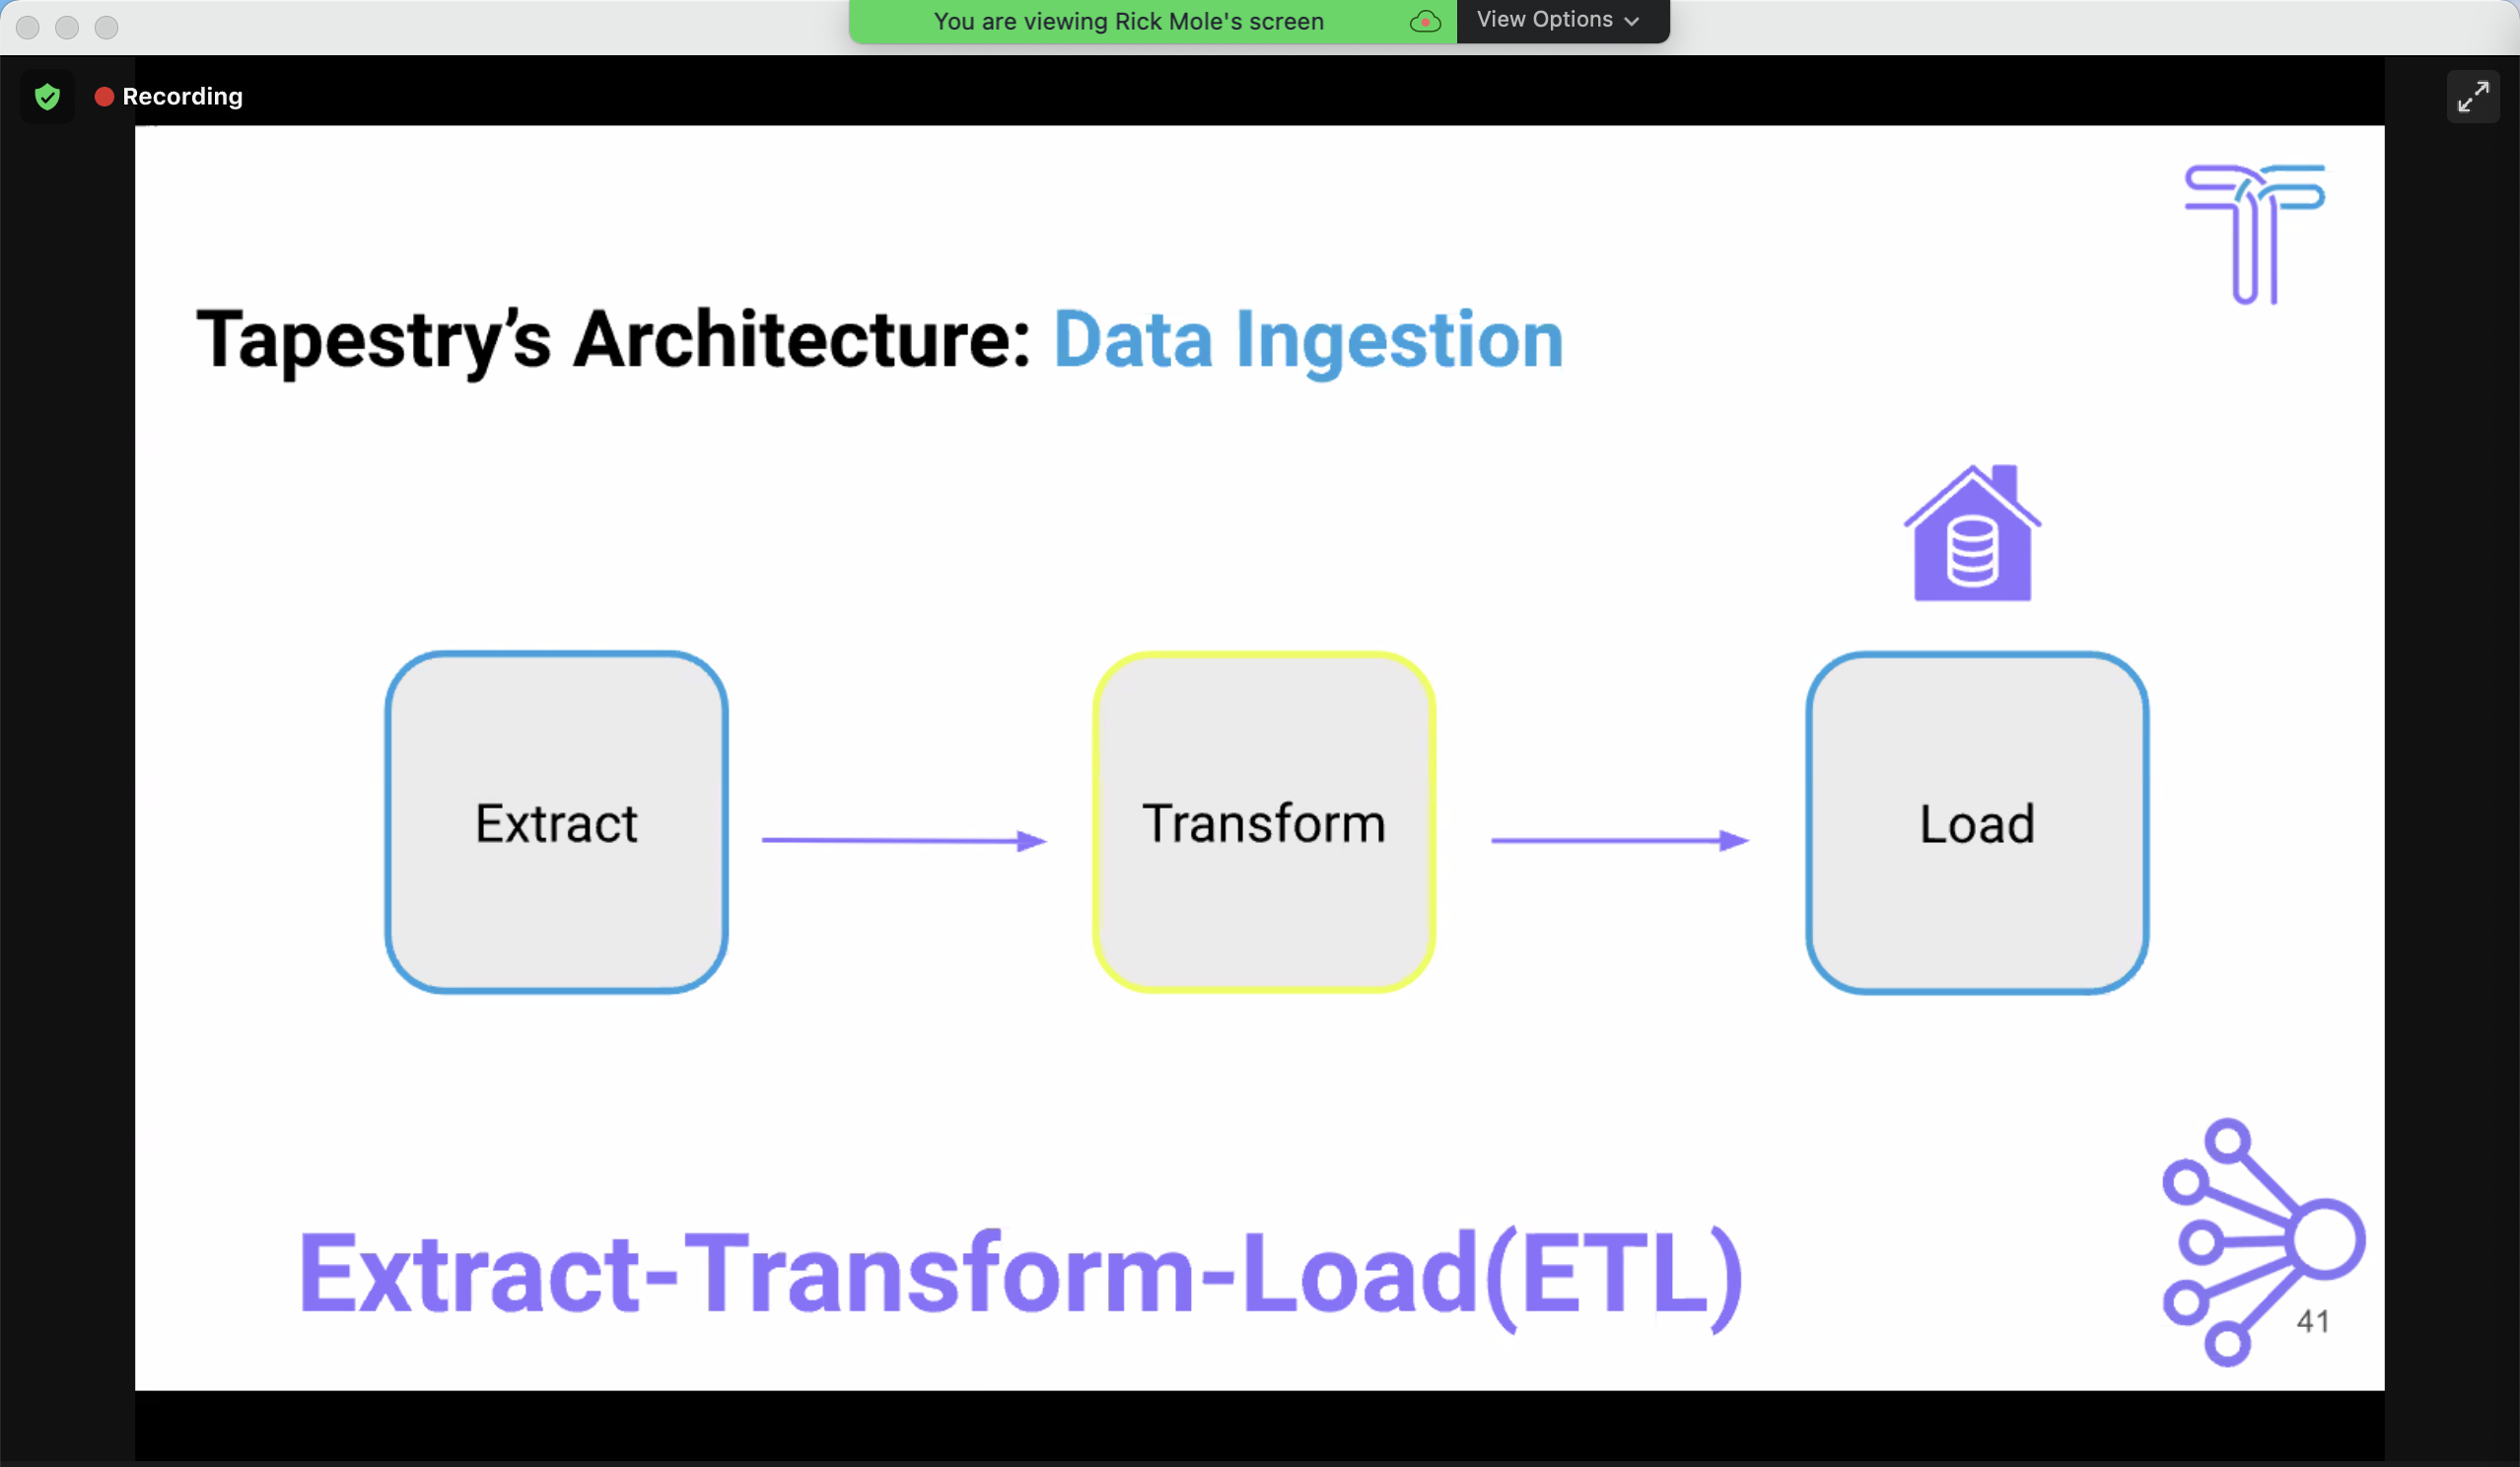 You are viewing Rick Mole's screen
View Options
Recording
Tapestry’s Architecture: Data Ingestion
Extract
Transform
Load
Extract-Transform-Load(ETL)
41